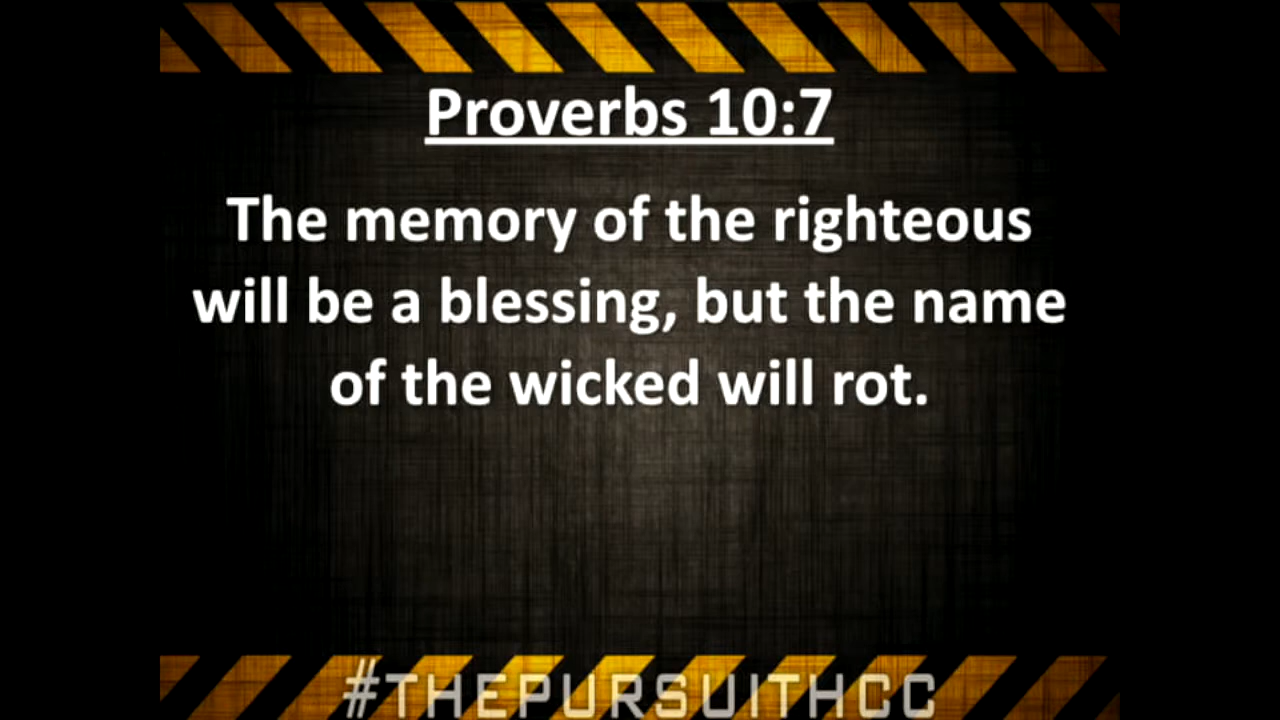 Proverbs 10:7
The memory of the righteous
will be a blessing, but the name
of the wicked will rot.
#THEPURSUITHCC